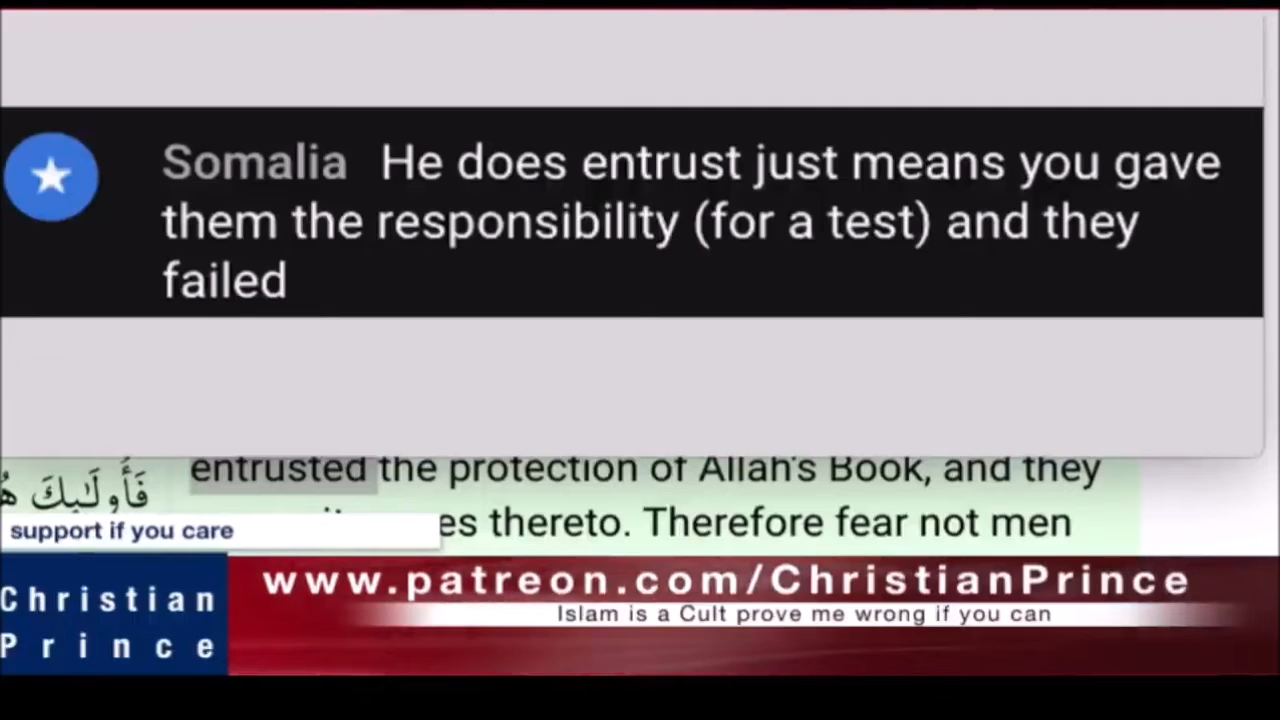 Somalia He does entrust just means you gave
them the responsibility (for a test) and they
failed
entrusted the protection of Allah's Book, and they
فَأُو۟لَـٰٓئِكَ
es thereto. Therefore fear not men
support if you care
www.patreon.com/ChristianPrince
Islam is a Cult prove me wrong if you can
Christian
Prince